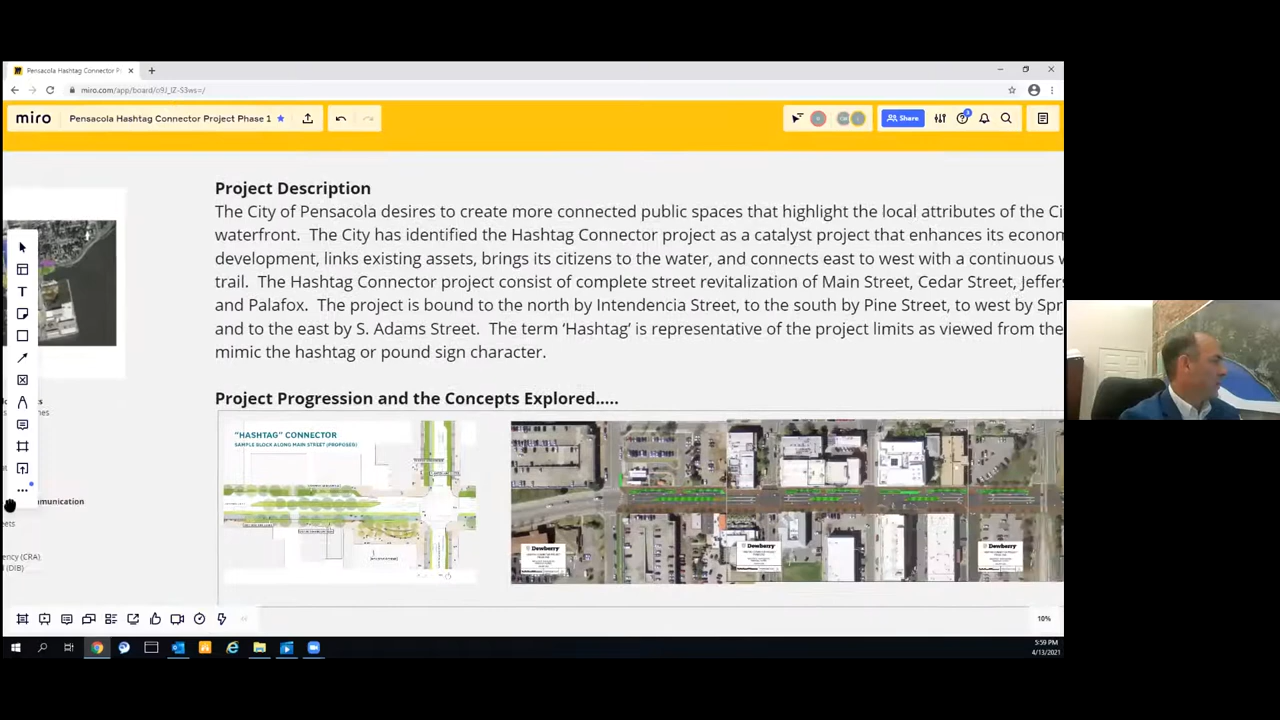 Pensacola Hashtag Connector P
miro.com/app/board/o9J_lZ-S3ws=/
miro
Pensacola Hashtag Connector Project Phase 1
Share
Project Description
The City of Pensacola desires to create more connected public spaces that highlight the local attributes of the Ci
waterfront. The City has identified the Hashtag Connector project as a catalyst project that enhances its econom
development, links existing assets, brings its citizens to the water, and connects east to west with a continuous w
trail. The Hashtag Connector project consist of complete street revitalization of Main Street, Cedar Street, Jeffers
and Palafox. The project is bound to the north by Intendencia Street, to the south by Pine Street, to west by Spr
and to the east by S. Adams Street. The term ‘Hashtag’ is representative of the project limits as viewed from the
mimic the hashtag or pound sign character.
Project Progression and the Concepts Explored.....
"HASHTAG" CONNECTOR
SAMPLE BLOCK ALONG MAIN STREET (PROPOSED)
Dewberry
Dewberry
Dewberry
munication
eets
ency (CRA)
(DIB)
10%
5:59 PM
4/13/2021